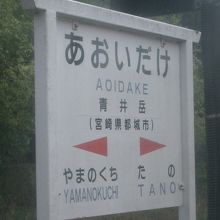 あおいだけ
AOIDAKE
青井岳
(宮崎県都城市)
やまのくち たの
YAMANOKUCHI TANO